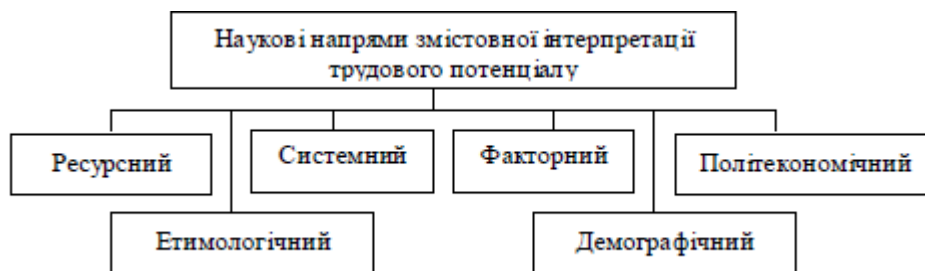 Наукові напрями змістовної інтерпретації
трудового потенціалу
Ресурсний
Системний
Факторний
Політекономічний
Етимологічний
Демографічний